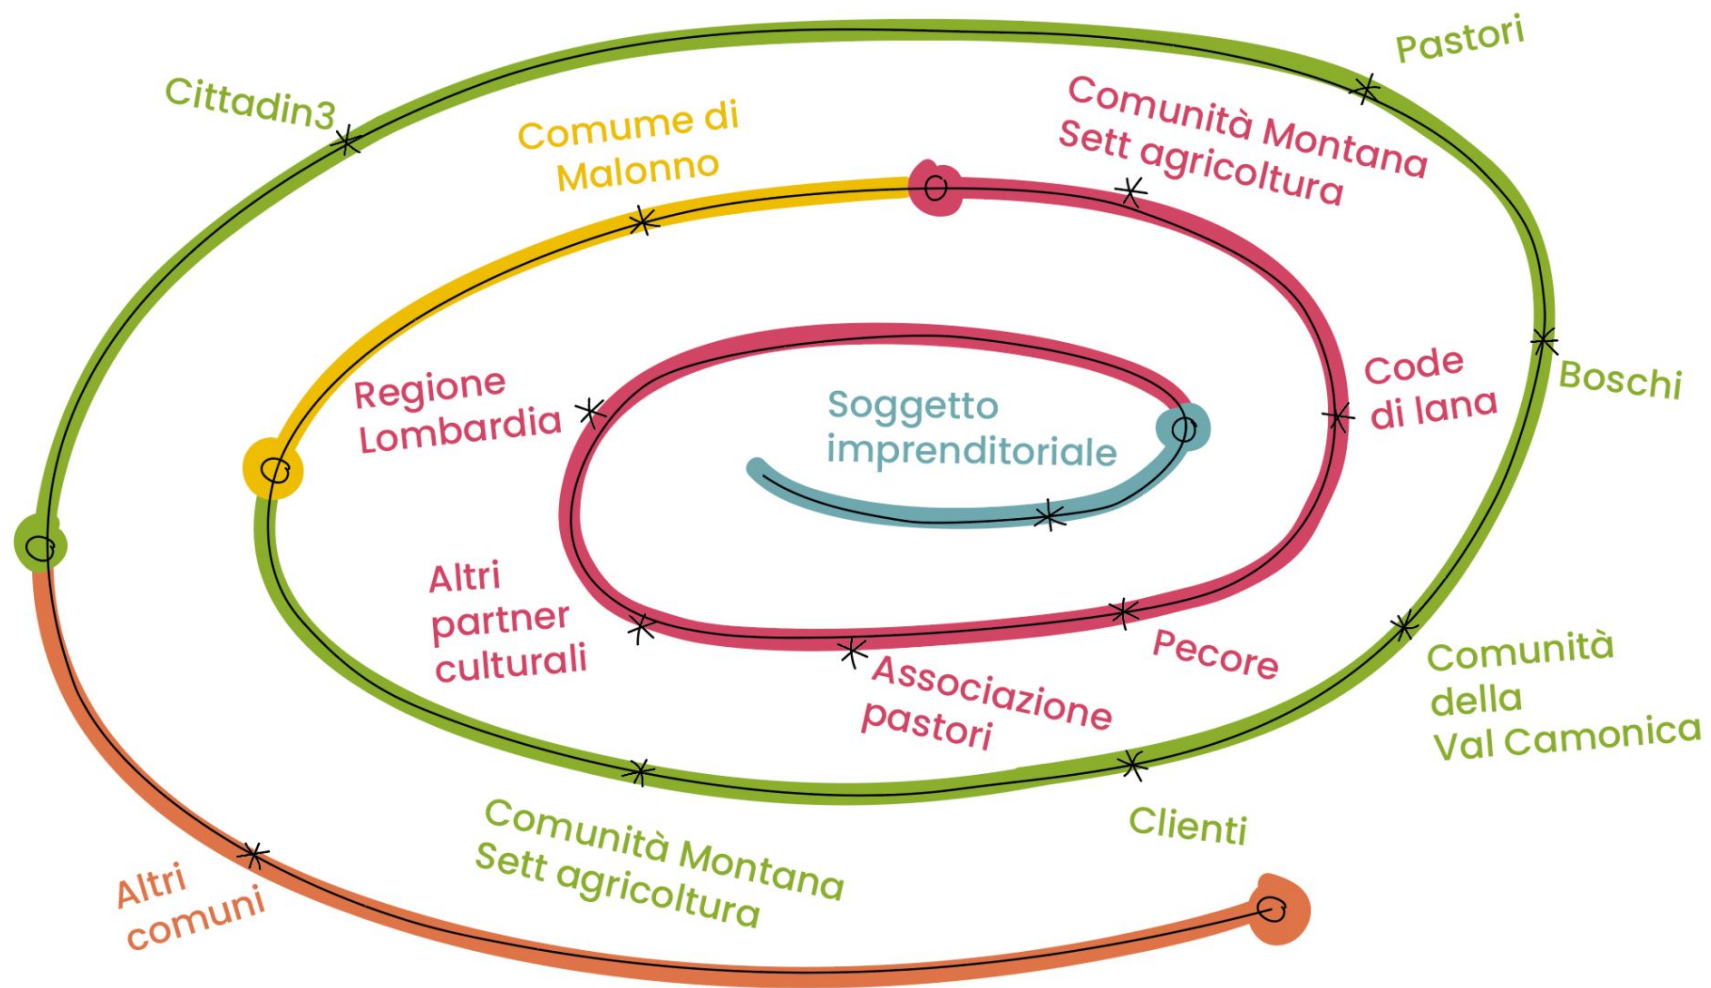 Pastori
Cittadin3
Comume di
Malonno
Comunità Montana
Sett agricoltura
Regione
Lombardia
Soggetto
imprenditoriale
Code
di lana
Boschi
Altri
partner
culturali
Associazione
pastori
Pecore
Comunità
della
Val Camonica
Comunità Montana
Sett agricoltura
Clienti
Altri
comuni